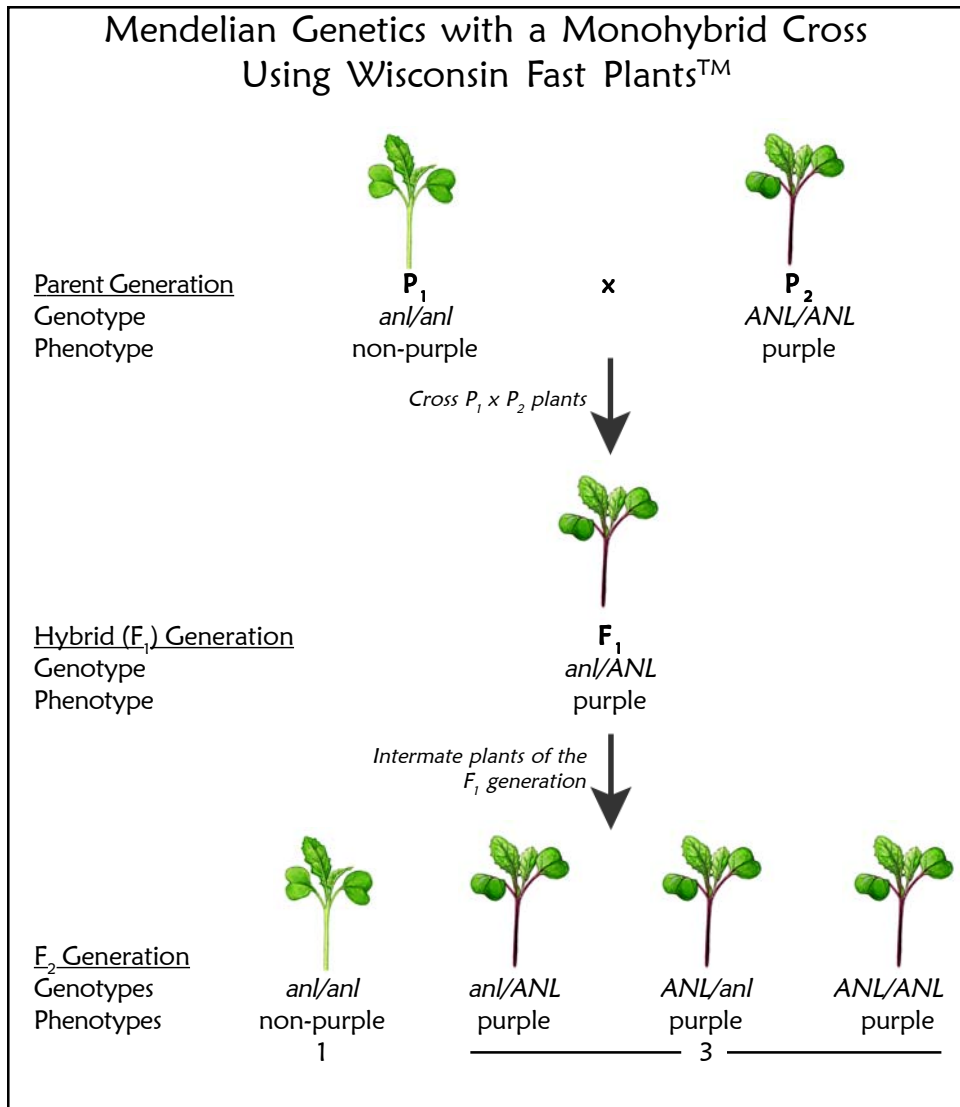 Mendelian Genetics with a Monohybrid Cross
Using Wisconsin Fast Plants™
Parent Generation P₁ x P₂
Genotype anl/anl ANL/ANL
Phenotype non-purple purple
Cross P₁ x P₂ plants
Hybrid (F₁) Generation F₁
Genotype anl/ANL
Phenotype purple
Intermate plants of the
F₁ generation
F₂ Generation
Genotypes anl/anl anl/ANL ANL/anl ANL/ANL
Phenotypes non-purple purple purple purple
1 3